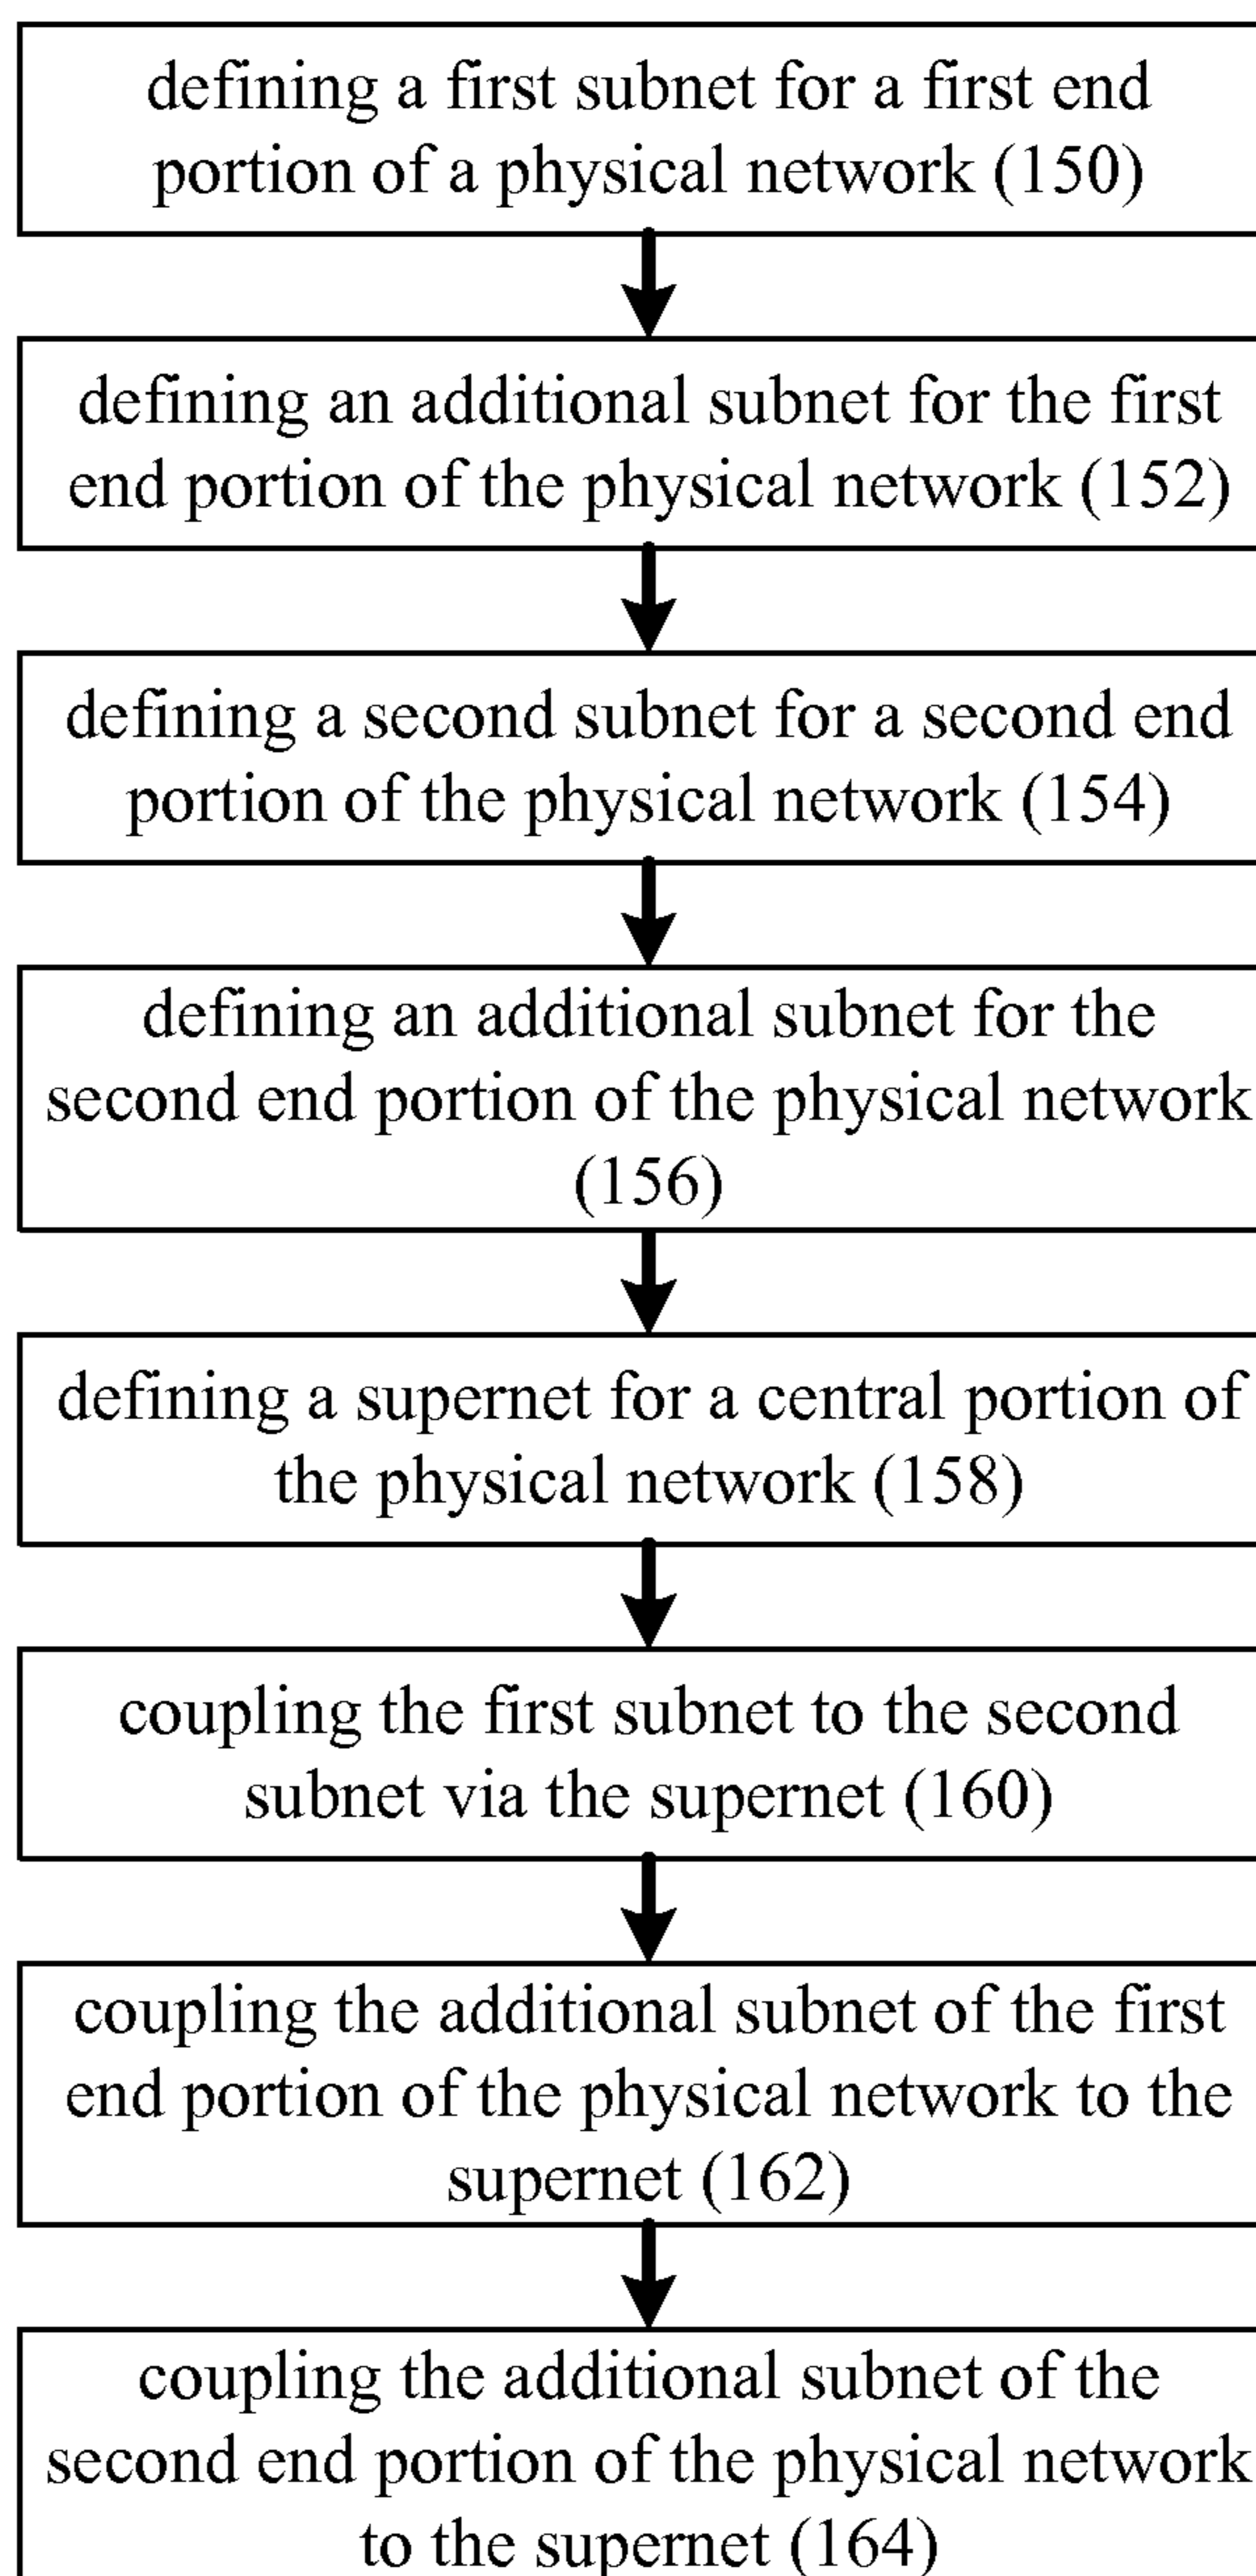 defining a first subnet for a first end
portion of a physical network (150)
defining an additional subnet for the first
end portion of the physical network (152)
defining a second subnet for a second end
portion of the physical network (154)
defining an additional subnet for the
second end portion of the physical network
(156)
defining a supernet for a central portion of
the physical network (158)
coupling the first subnet to the second
subnet via the supernet (160)
coupling the additional subnet of the first
end portion of the physical network to the
supernet (162)
coupling the additional subnet of the
second end portion of the physical network
to the supernet (164)